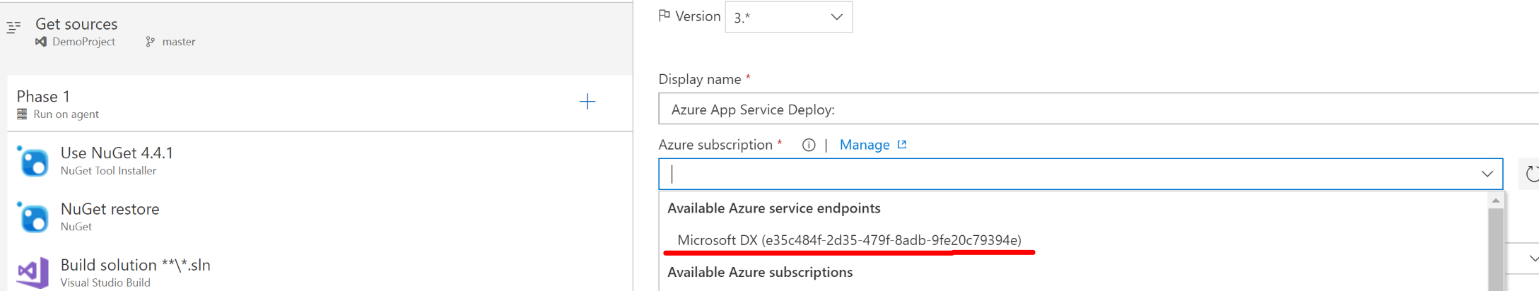 Get sources
DemoProject master
Phase 1
Run on agent
Use NuGet 4.4.1
NuGet Tool Installer
NuGet restore
NuGet
Build solution **\*.sln
Visual Studio Build
Version 3.*
Display name *
Azure App Service Deploy:
Azure subscription * | Manage
Available Azure service endpoints
Microsoft DX (e35c484f-2d35-479f-8adb-9fe20c79394e)
Available Azure subscriptions